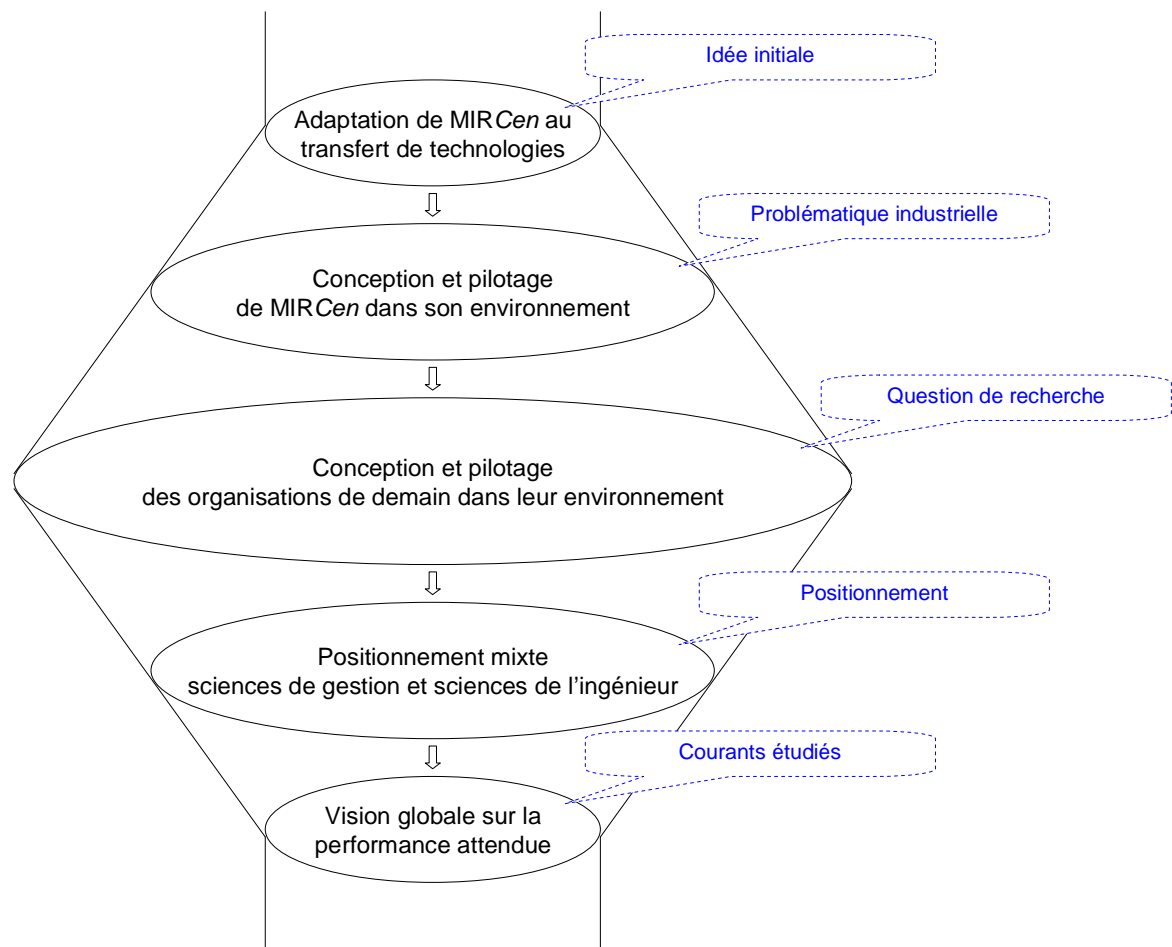 Idée initiale
Adaptation de MIRCen au
transfert de technologies
Problématique industrielle
Conception et pilotage
de MIRCen dans son environnement
Question de recherche
Conception et pilotage
des organisations de demain dans leur environnement
Positionnement
Positionnement mixte
sciences de gestion et sciences de l'ingénieur
Courants étudiés
Vision globale sur la
performance attendue